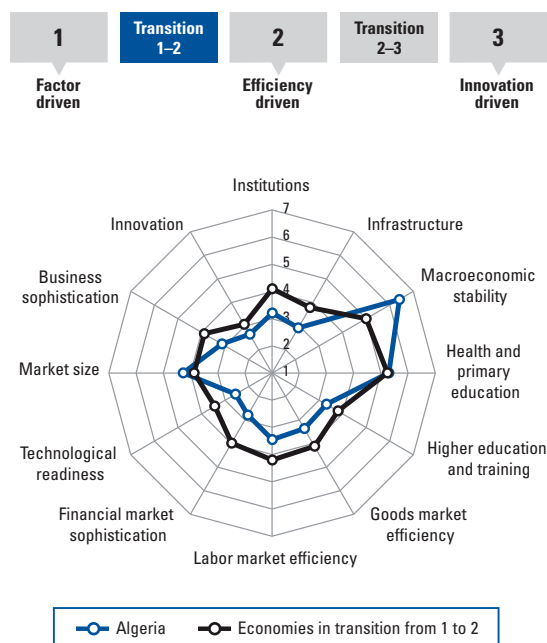 1
Transition
1–2
2
Transition
2–3
3
Factor
driven
Efficiency
driven
Innovation
driven
Institutions
7
Innovation
Infrastructure
6
5
Business
sophistication
Macroeconomic
stability
4
3
2
Market size
1
Health and
primary
education
Technological
readiness
Higher education
and training
Financial market
sophistication
Goods market
efficiency
Labor market efficiency
Algeria
Economies in transition from 1 to 2